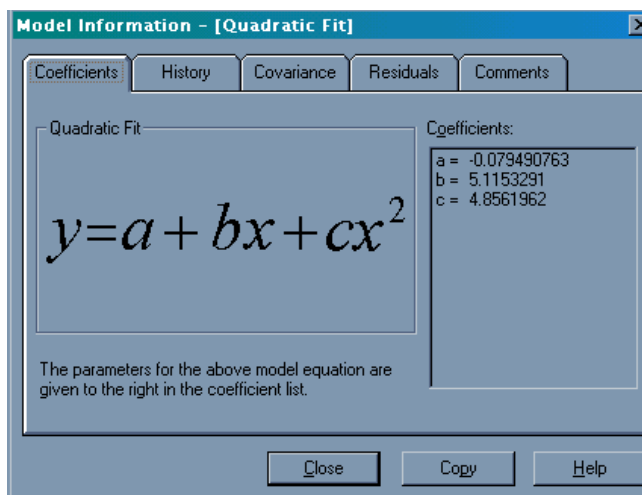 Model Information - [Quadratic Fit]
Coefficients History Covariance Residuals Comments
Quadratic Fit
y=a+bx+cx²
Coefficients:
a = -0.079490763
b = 5.1153291
c = 4.8561962
The parameters for the above model equation are
given to the right in the coefficient list.
Close Copy Help